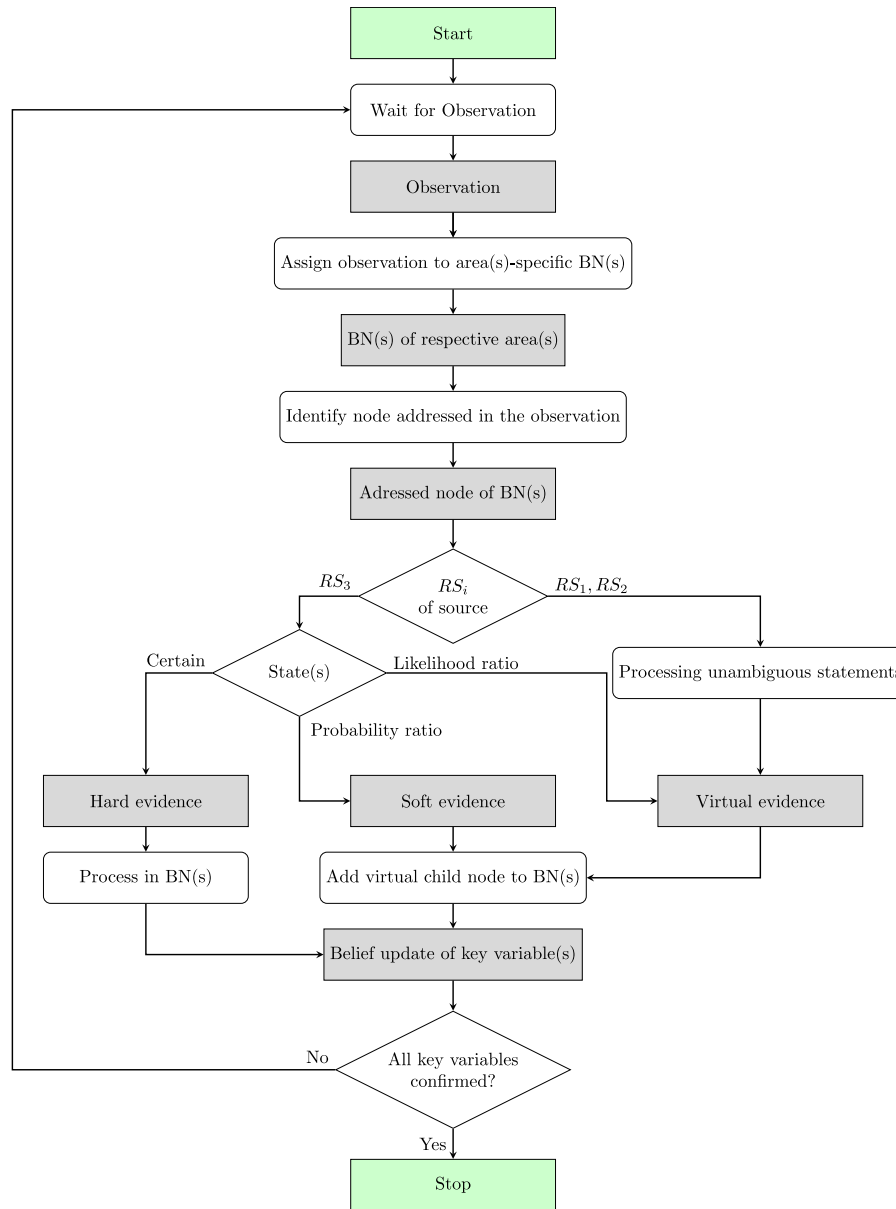 Start
Wait for Observation
Observation
Assign observation to area(s)-specific BN(s)
BN(s) of respective area(s)
Identify node addressed in the observation
Adressed node of BN(s)
RS₃
RSᵢ
of source
RS₁, RS₂
Certain
State(s)
Likelihood ratio
Processing unambiguous statements
Probability ratio
Hard evidence
Soft evidence
Virtual evidence
Process in BN(s)
Add virtual child node to BN(s)
Belief update of key variable(s)
No
All key variables
confirmed?
Yes
Stop